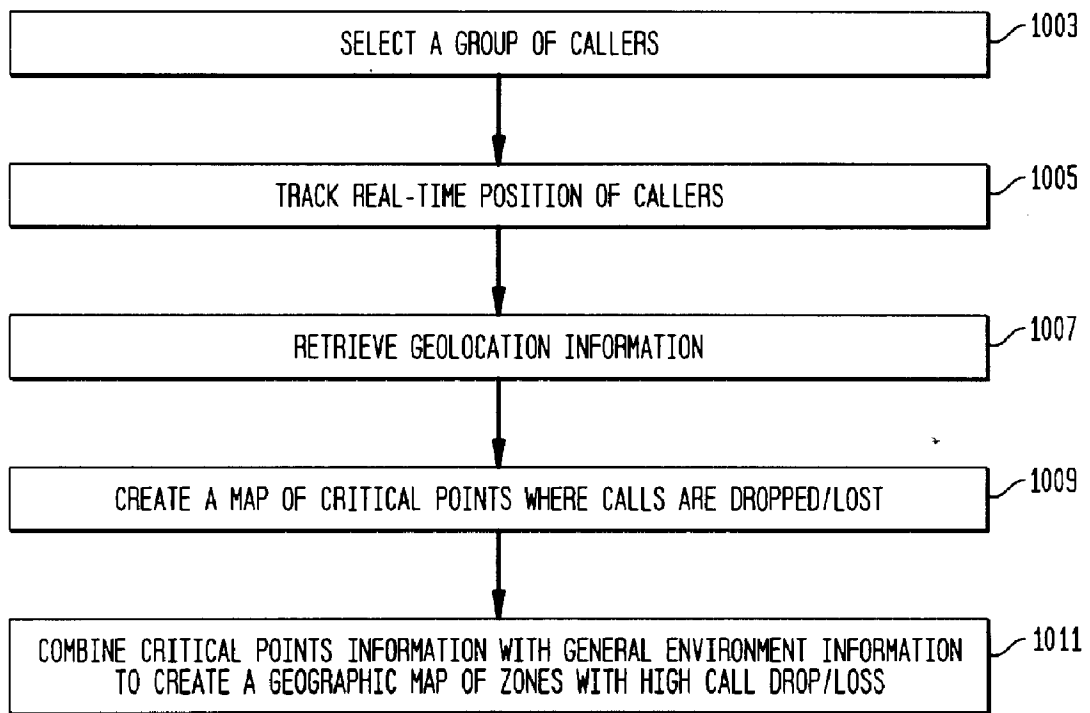 SELECT A GROUP OF CALLERS
1003
TRACK REAL-TIME POSITION OF CALLERS
1005
RETRIEVE GEOLOCATION INFORMATION
1007
CREATE A MAP OF CRITICAL POINTS WHERE CALLS ARE DROPPED/LOST
1009
COMBINE CRITICAL POINTS INFORMATION WITH GENERAL ENVIRONMENT INFORMATION
TO CREATE A GEOGRAPHIC MAP OF ZONES WITH HIGH CALL DROP/LOSS
1011